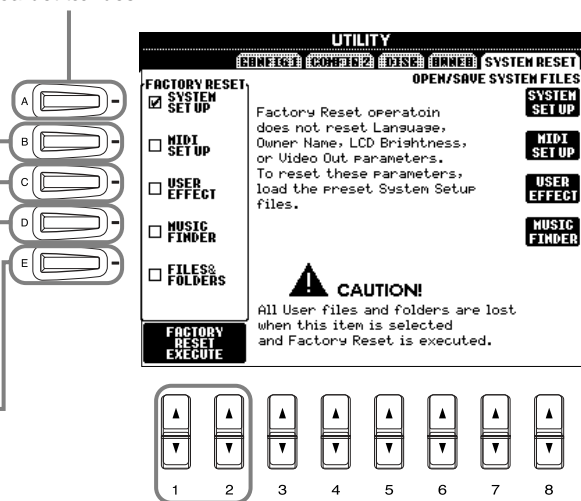 UTILITY
CONFIG 1 CONFIG 2 DISK OWNER SYSTEM RESET
OPEN/SAVE SYSTEM FILES
FACTORY RESET
SYSTEM
SET UP
MIDI
SET UP
USER
EFFECT
MUSIC
FINDER
FILES&
FOLDERS
FACTORY
RESET
EXECUTE
Factory Reset operatoin
does not reset Language,
Owner Name, LCD Brightness,
or Video Out parameters.
To reset these parameters,
load the preset System Setup
files.
CAUTION!
All User files and folders are lost
when this item is selected
and Factory Reset is executed.
SYSTEM
SET UP
MIDI
SET UP
USER
EFFECT
MUSIC
FINDER
A
B
C
D
E
1 2 3 4 5 6 7 8